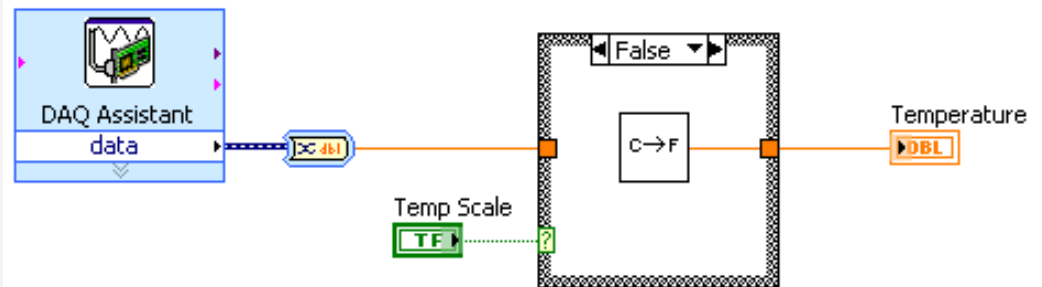 DAQ Assistant
data
dbl
Temp Scale
TF
?
False
C→F
Temperature
DBL